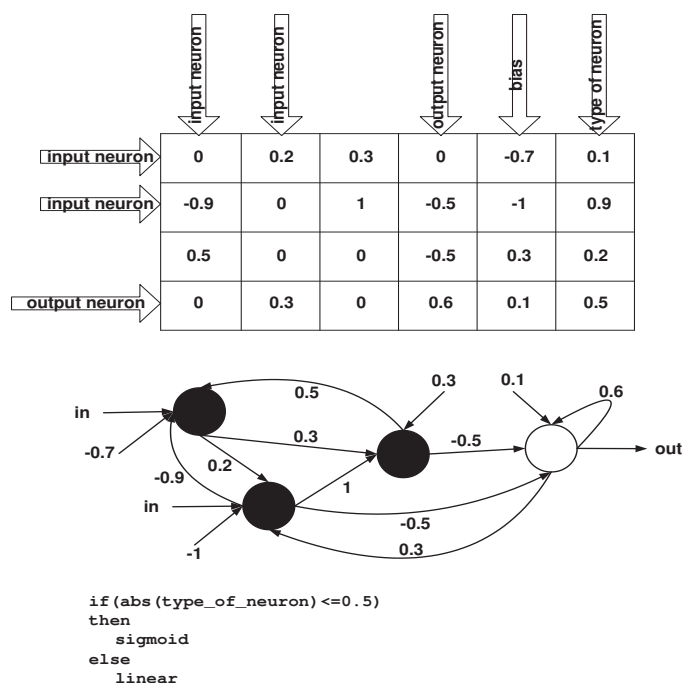 input neuron
input neuron
output neuron
bias
type of neuron
input neuron 0 0.2 0.3 0 -0.7 0.1
input neuron -0.9 0 1 -0.5 -1 0.9
0.5 0 0 -0.5 0.3 0.2
output neuron 0 0.3 0 0.6 0.1 0.5
0.5
0.3
0.1
0.6
in
0.3
-0.5
-0.7
0.2
out
-0.9
1
in
-0.5
-1
0.3
if(abs(type_of_neuron)<=0.5)
then
sigmoid
else
linear